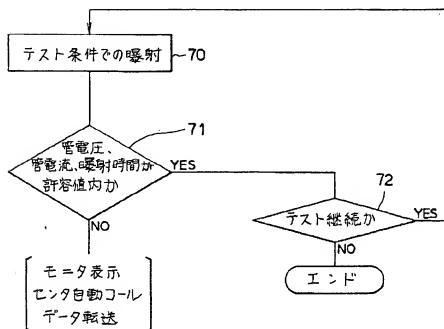 テスト条件での曝射
70
管電圧、
管電流、曝射時間が
許容値内か
71
YES
NO
テスト継続か
72
YES
NO
モニタ表示
センタ自動コール
データ転送
エンド